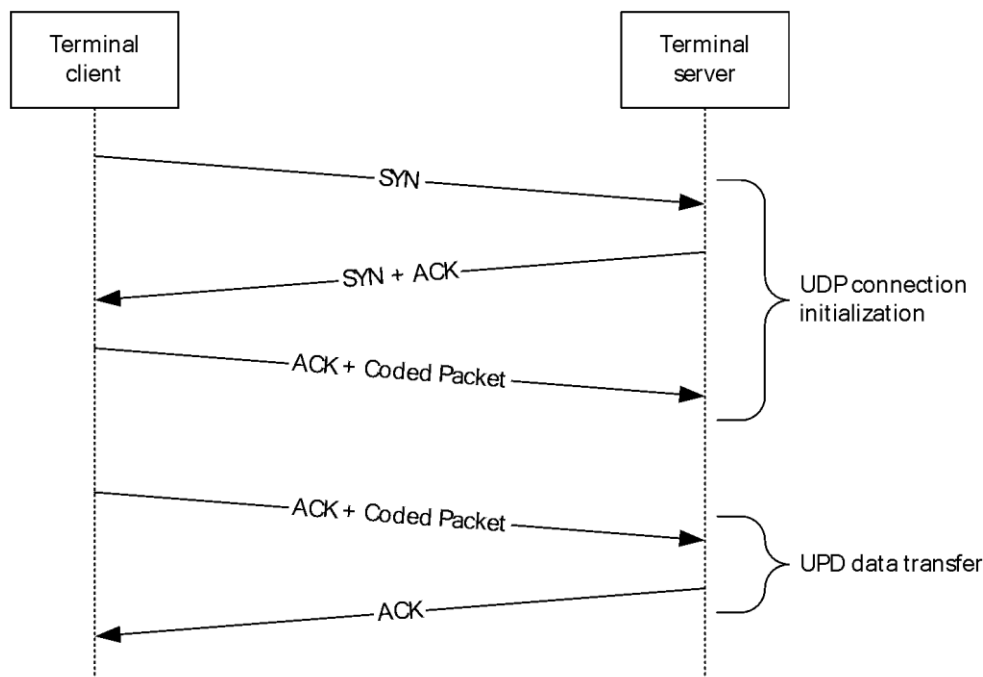 Terminal
client
Terminal
server
SYN
SYN + ACK
UDP connection
initialization
ACK + Coded Packet
ACK + Coded Packet
UPD data transfer
ACK